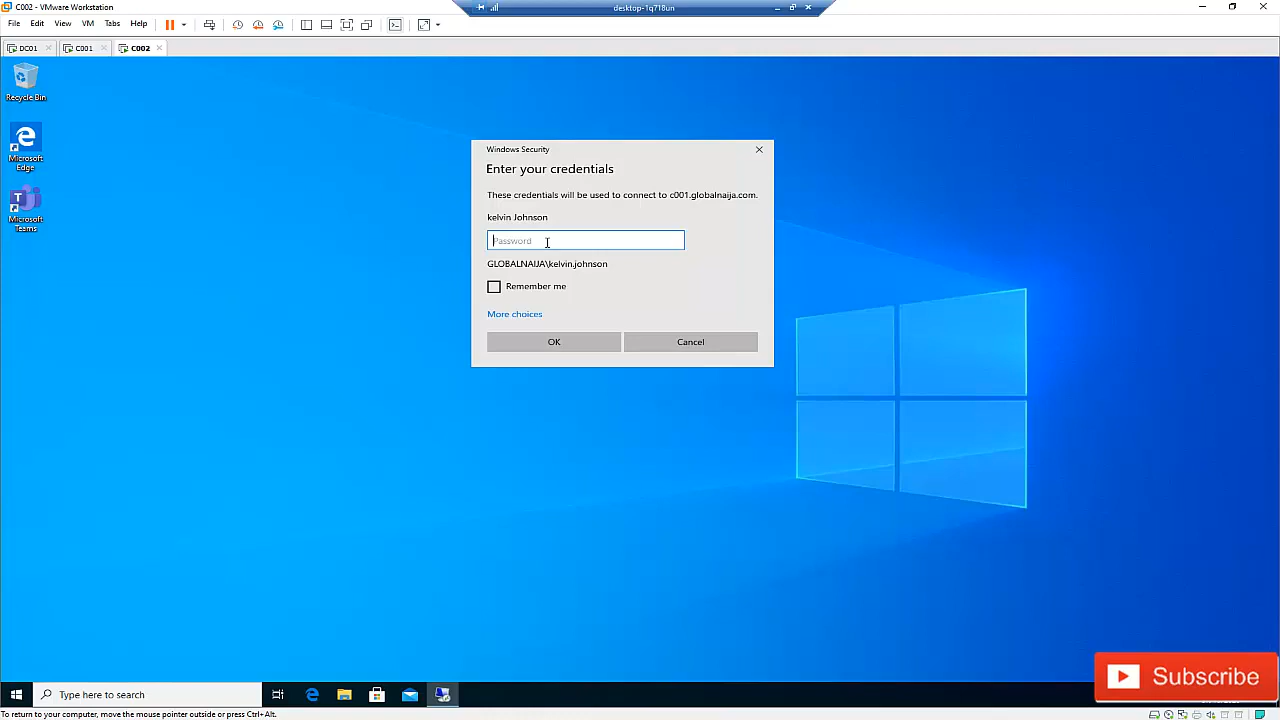 C002 - VMware Workstation
desktop-1q718un
File Edit View VM Tabs Help
DC01 C001 C002
Recycle Bin
Microsoft
Edge
Microsoft
Teams
Windows Security
Enter your credentials
These credentials will be used to connect to c001.globalnaija.com.
kelvin Johnson
Password
GLOBALNAIJA\kelvin.johnson
Remember me
More choices
OK Cancel
Subscribe
Type here to search
To return to your computer, move the mouse pointer outside or press Ctrl+Alt.